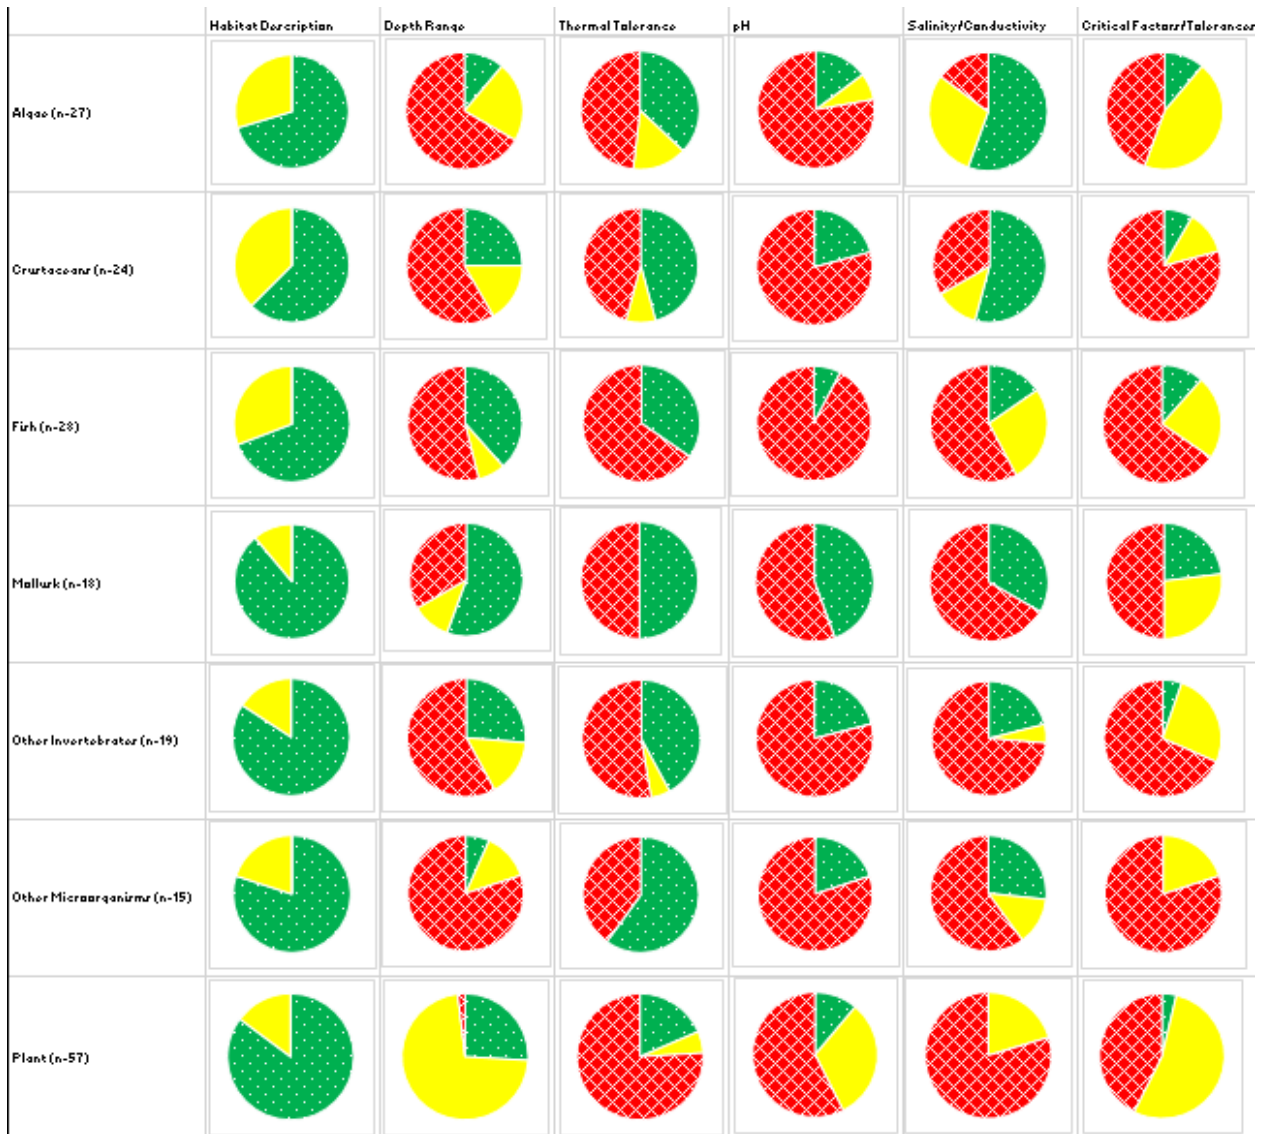 Habitat Description Depth Range Thermal Tolerance pH Salinity/Conductivity Critical Factors/Tolerances
Algae (n=27)
Crustaceans (n=24)
Fish (n=28)
Mollusk (n=18)
Other Invertebrates (n=19)
Other Microorganisms (n=15)
Plant (n=57)